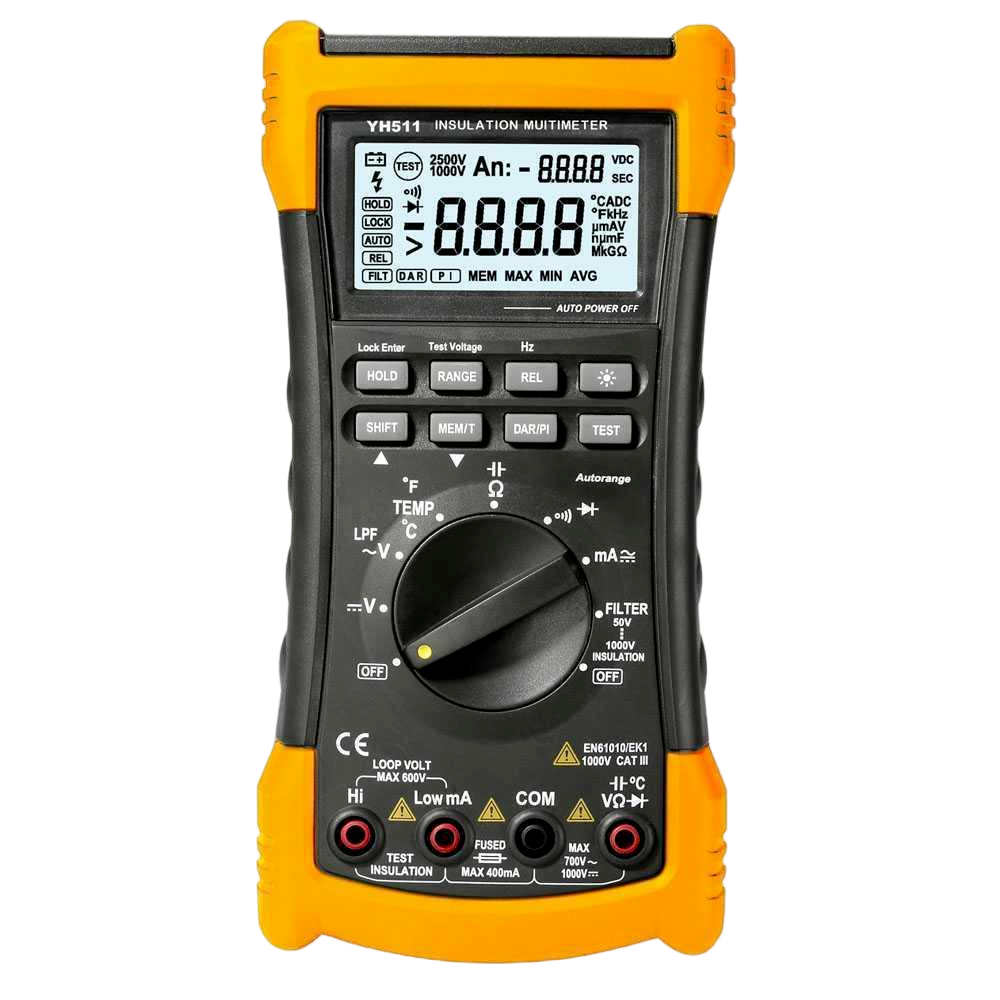 YH511 INSULATION MUITIMETER
TEST 2500V 1000V An: - 8.8.8.8 VDC SEC
HOLD
LOCK
AUTO
REL
> -8.8.8.8
°CADC
°FkHz
µmAV
nµmF
MkGΩ
FILT DAR PI MEM MAX MIN AVG
AUTO POWER OFF
Lock Enter Test Voltage Hz
HOLD RANGE REL
SHIFT MEM/T DAR/PI TEST
Autorange
Ω
°F
TEMP
°C
LPF
~V
mA
V
FILTER
50V
1000V
INSULATION
OFF
OFF
CE
EN61010/EK1
1000V CAT III
LOOP VOLT
MAX 600V
Hi Low mA COM
°C
VΩ
TEST
INSULATION
FUSED
MAX 400mA
MAX
700V~
1000V⎓